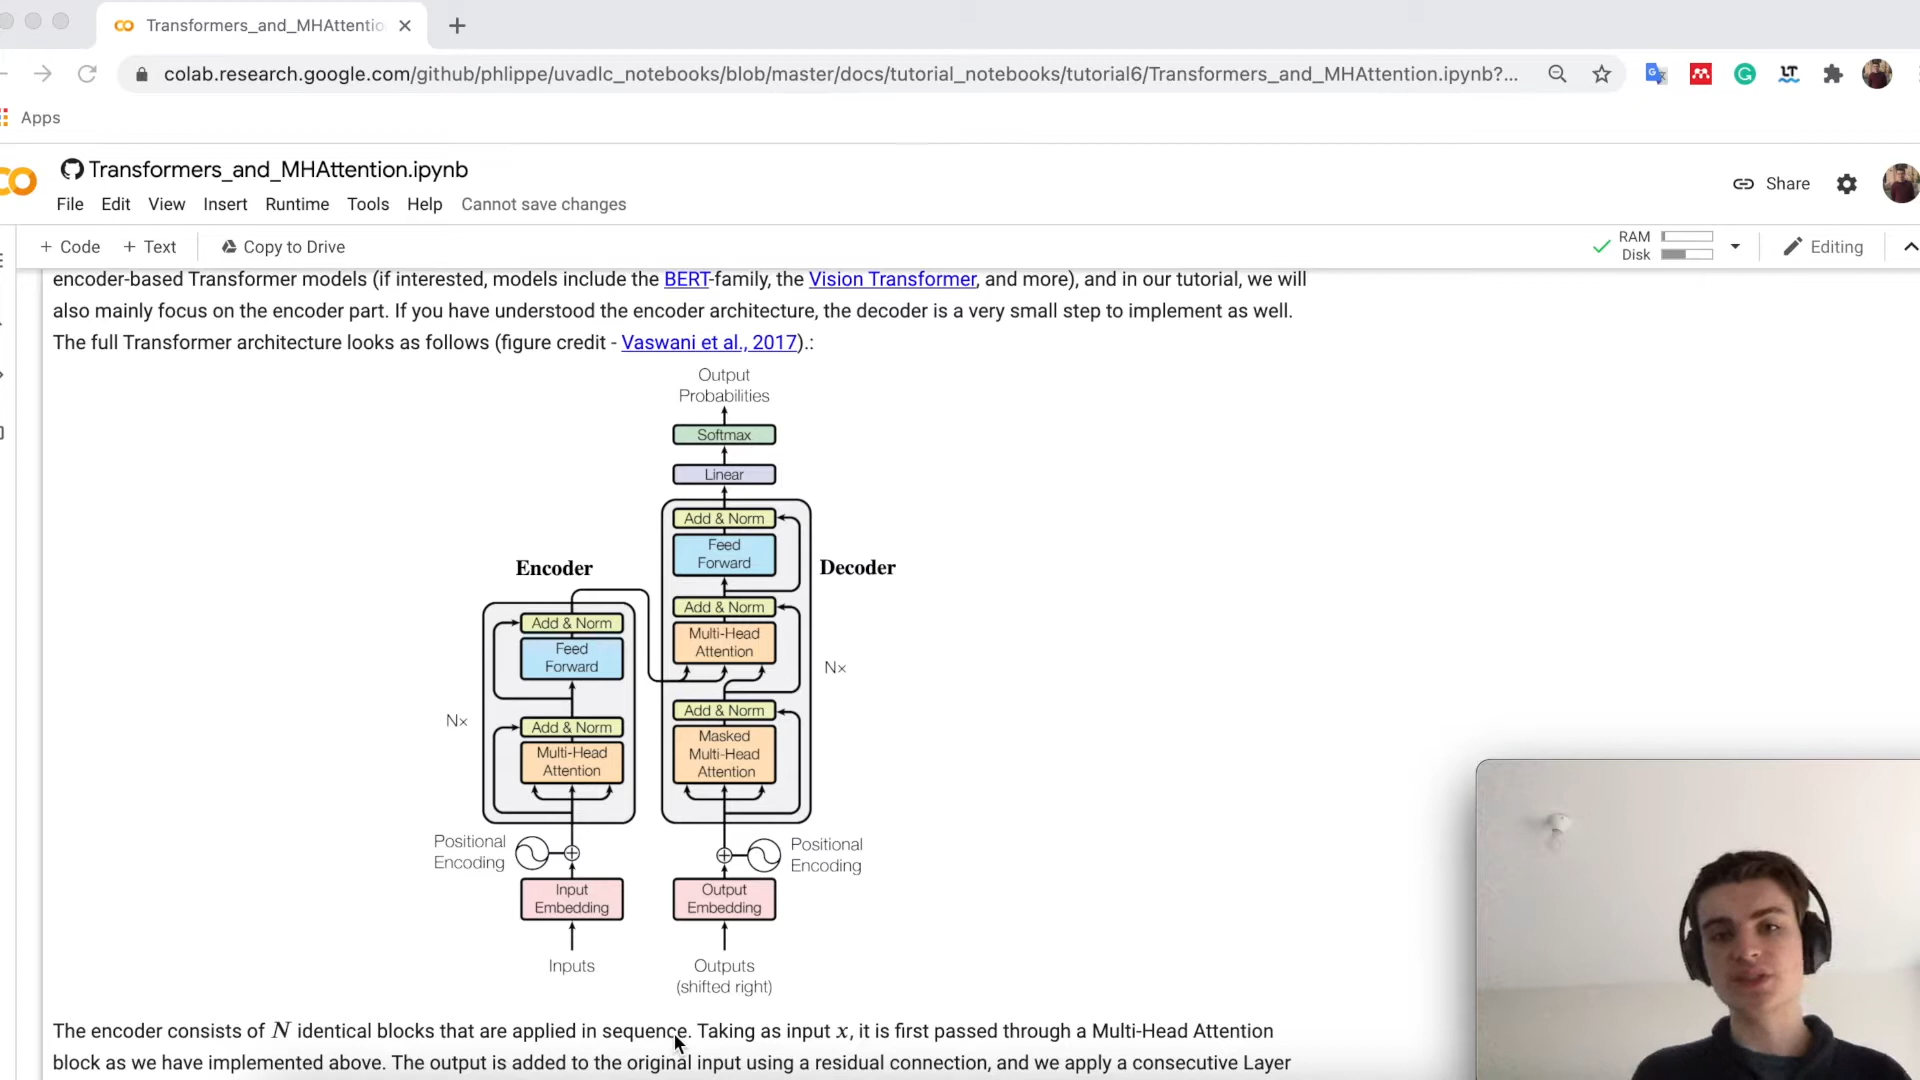 Transformers_and_MHAttentio
colab.research.google.com/github/phlippe/uvadlc_notebooks/blob/master/docs/tutorial_notebooks/tutorial6/Transformers_and_MHAttention.ipynb?...
Apps
Transformers_and_MHAttention.ipynb
Share
File Edit View Insert Runtime Tools Help Cannot save changes
+ Code + Text Copy to Drive
RAM
Disk
Editing
encoder-based Transformer models (if interested, models include the BERT-family, the Vision Transformer, and more), and in our tutorial, we will
also mainly focus on the encoder part. If you have understood the encoder architecture, the decoder is a very small step to implement as well.
The full Transformer architecture looks as follows (figure credit - Vaswani et al., 2017).:
Output
Probabilities
Softmax
Linear
Add & Norm
Feed
Forward
Encoder
Decoder
Add & Norm
Multi-Head
Attention
Add & Norm
Feed
Forward
N×
Add & Norm
Masked
Multi-Head
Attention
N×
Add & Norm
Multi-Head
Attention
Positional
Encoding
Positional
Encoding
Input
Embedding
Output
Embedding
Inputs
Outputs
(shifted right)
The encoder consists of N identical blocks that are applied in sequence. Taking as input x, it is first passed through a Multi-Head Attention
block as we have implemented above. The output is added to the original input using a residual connection, and we apply a consecutive Layer